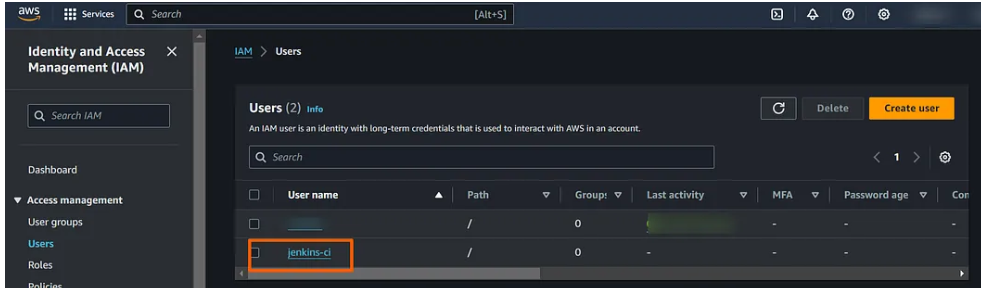 aws
Services
Search
[Alt+S]
Identity and Access
Management (IAM)
Search IAM
Dashboard
Access management
User groups
Users
Roles
Policies
IAM > Users
Users (2) Info
An IAM user is an identity with long-term credentials that is used to interact with AWS in an account.
Delete
Create user
Search
1
User name Path Groups Last activity MFA Password age Con
/ 0 - -
jenkins-ci / 0 - - - -